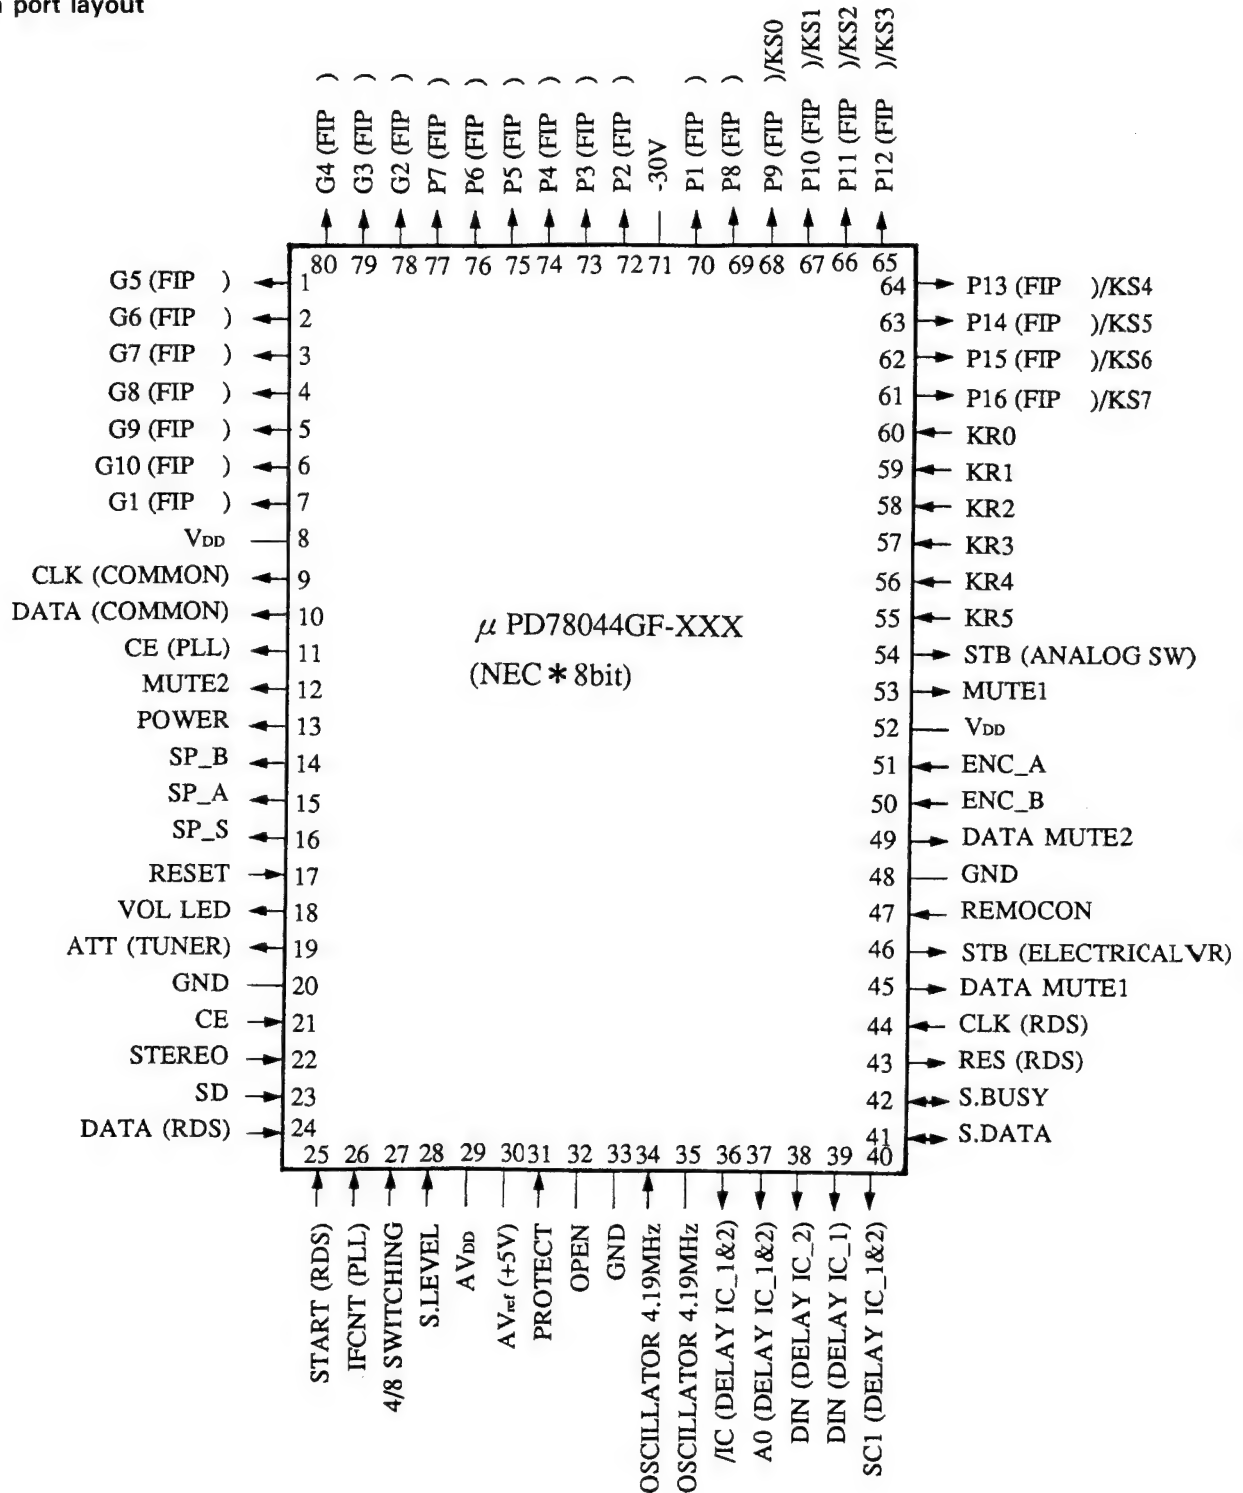 port layout
G4 (FIP )
G3 (FIP )
G2 (FIP )
P7 (FIP )
P6 (FIP )
P5 (FIP )
P4 (FIP )
P3 (FIP )
P2 (FIP )
-30V
P1 (FIP )
P8 (FIP )
P9 (FIP )/KS0
P10 (FIP )/KS1
P11 (FIP )/KS2
P12 (FIP )/KS3
80 79 78 77 76 75 74 73 72 71 70 69 68 67 66 65
G5 (FIP ) 1
G6 (FIP ) 2
G7 (FIP ) 3
G8 (FIP ) 4
G9 (FIP ) 5
G10 (FIP ) 6
G1 (FIP ) 7
VDD 8
CLK (COMMON) 9
DATA (COMMON) 10
CE (PLL) 11
MUTE2 12
POWER 13
SP_B 14
SP_A 15
SP_S 16
RESET 17
VOL LED 18
ATT (TUNER) 19
GND 20
CE 21
STEREO 22
SD 23
DATA (RDS) 24
μ PD78044GF-XXX
(NEC * 8bit)
64 P13 (FIP )/KS4
63 P14 (FIP )/KS5
62 P15 (FIP )/KS6
61 P16 (FIP )/KS7
60 KR0
59 KR1
58 KR2
57 KR3
56 KR4
55 KR5
54 STB (ANALOG SW)
53 MUTE1
52 VDD
51 ENC_A
50 ENC_B
49 DATA MUTE2
48 GND
47 REMOCON
46 STB (ELECTRICAL VR)
45 DATA MUTE1
44 CLK (RDS)
43 RES (RDS)
42 S.BUSY
41 S.DATA
25 26 27 28 29 30 31 32 33 34 35 36 37 38 39 40
START (RDS)
IFCNT (PLL)
4/8 SWITCHING
S.LEVEL
AVDD
AVref (+5V)
PROTECT
OPEN
GND
OSCILLATOR 4.19MHz
OSCILLATOR 4.19MHz
/IC (DELAY IC_1&2)
A0 (DELAY IC_1&2)
DIN (DELAY IC_2)
DIN (DELAY IC_1)
SC1 (DELAY IC_1&2)